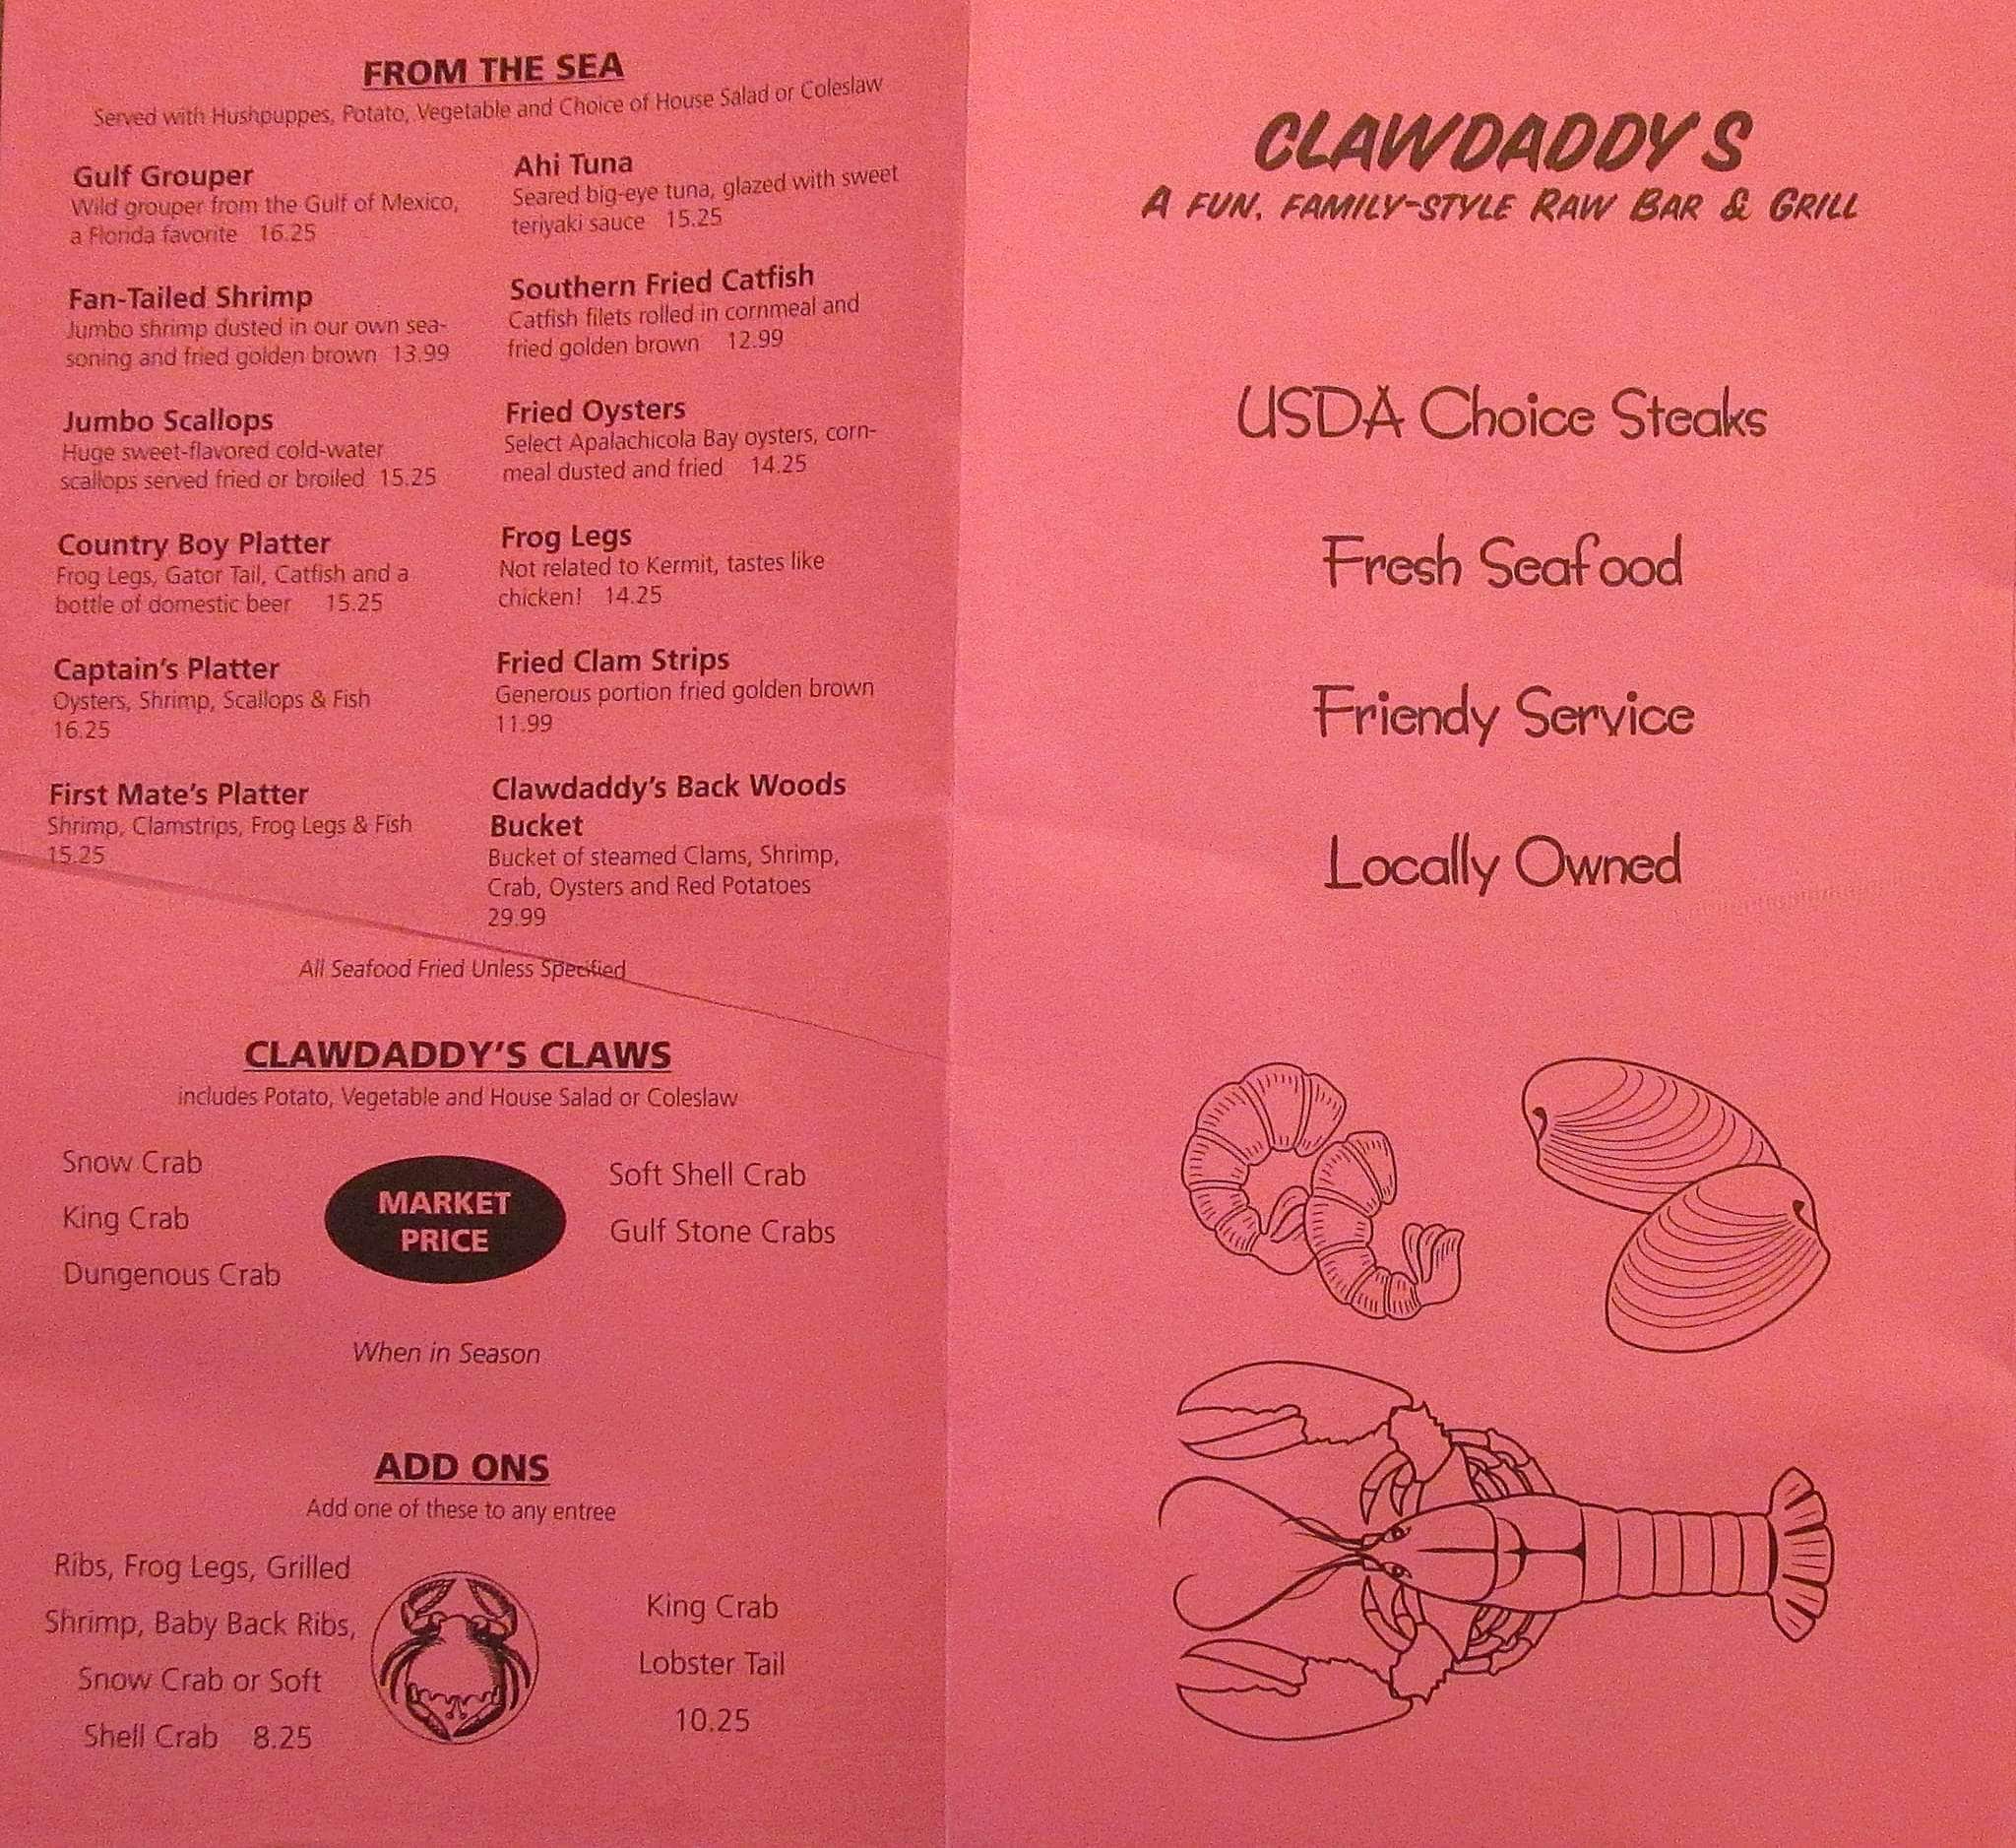 FROM THE SEA
Served with Hushpuppes, Potato, Vegetable and Choice of House Salad or Coleslaw
Gulf Grouper
Wild grouper from the Gulf of Mexico,
a Florida favorite 16.25
Fan-Tailed Shrimp
Jumbo shrimp dusted in our own sea-
soning and fried golden brown 13.99
Jumbo Scallops
Huge sweet-flavored cold-water
scallops served fried or broiled 15.25
Country Boy Platter
Frog Legs, Gator Tail, Catfish and a
bottle of domestic beer 15.25
Captain's Platter
Oysters, Shrimp, Scallops & Fish
16.25
First Mate's Platter
Shrimp, Clamstrips, Frog Legs & Fish
15.25
Ahi Tuna
Seared big-eye tuna, glazed with sweet
teriyaki sauce 15.25
Southern Fried Catfish
Catfish filets rolled in cornmeal and
fried golden brown 12.99
Fried Oysters
Select Apalachicola Bay oysters, corn-
meal dusted and fried 14.25
Frog Legs
Not related to Kermit, tastes like
chicken! 14.25
Fried Clam Strips
Generous portion fried golden brown
11.99
Clawdaddy's Back Woods
Bucket
Bucket of steamed Clams, Shrimp,
Crab, Oysters and Red Potatoes
29.99
All Seafood Fried Unless Specified
CLAWDADDY'S CLAWS
includes Potato, Vegetable and House Salad or Coleslaw
Snow Crab
King Crab
Dungenous Crab
MARKET
PRICE
Soft Shell Crab
Gulf Stone Crabs
When in Season
ADD ONS
Add one of these to any entree
Ribs, Frog Legs, Grilled
Shrimp, Baby Back Ribs,
Snow Crab or Soft
Shell Crab 8.25
King Crab
Lobster Tail
10.25
CLAWDADDY'S
A FUN, FAMILY-STYLE RAW BAR & GRILL
USDA Choice Steaks
Fresh Seafood
Friendy Service
Locally Owned